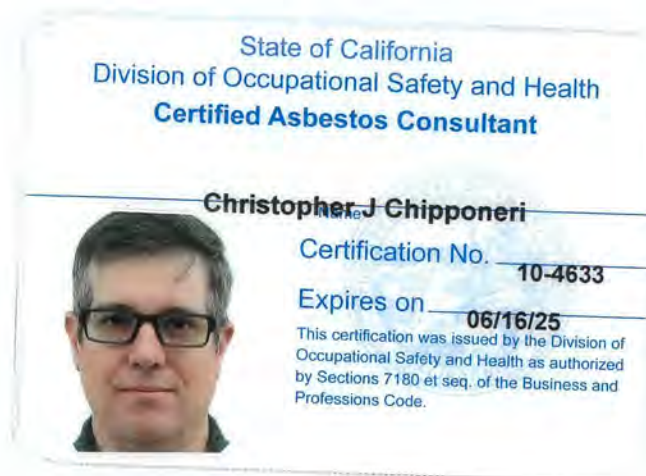 State of California
Division of Occupational Safety and Health
Certified Asbestos Consultant
Christopher J Chipponeri
Name
Certification No. 10-4633
Expires on 06/16/25
This certification was issued by the Division of
Occupational Safety and Health as authorized
by Sections 7180 et seq. of the Business and
Professions Code.